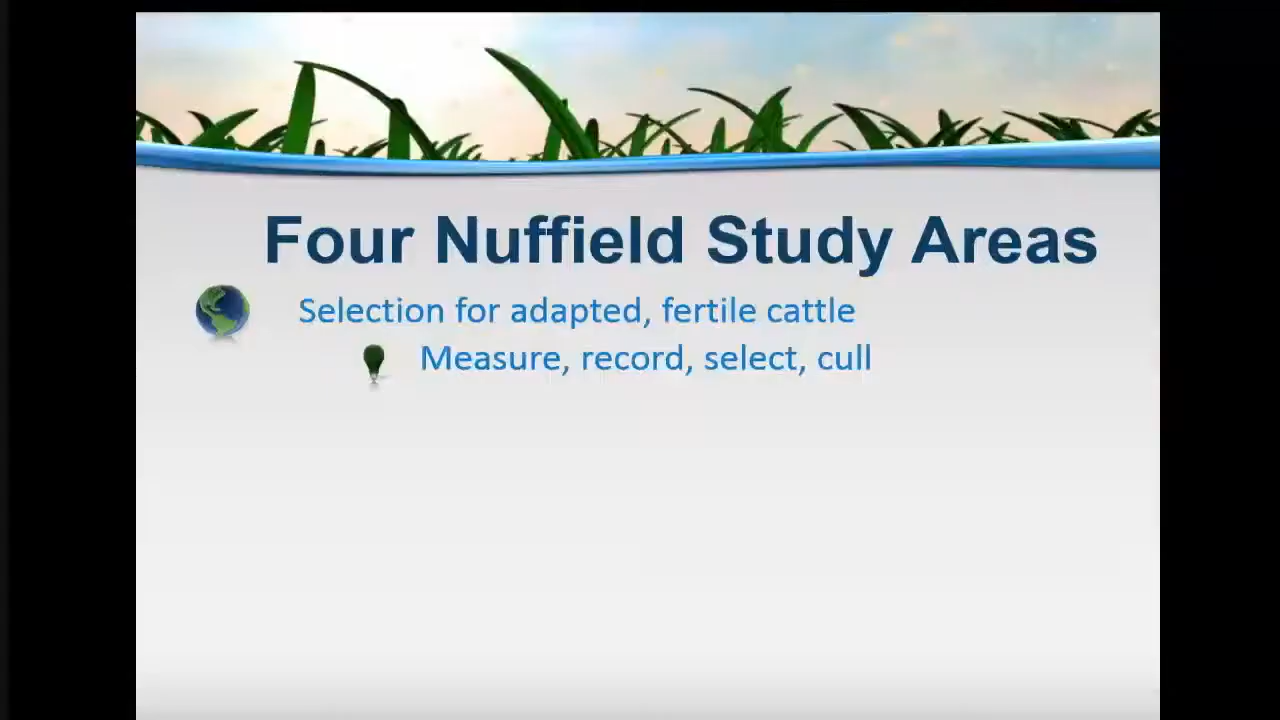 Four Nuffield Study Areas
Selection for adapted, fertile cattle
Measure, record, select, cull